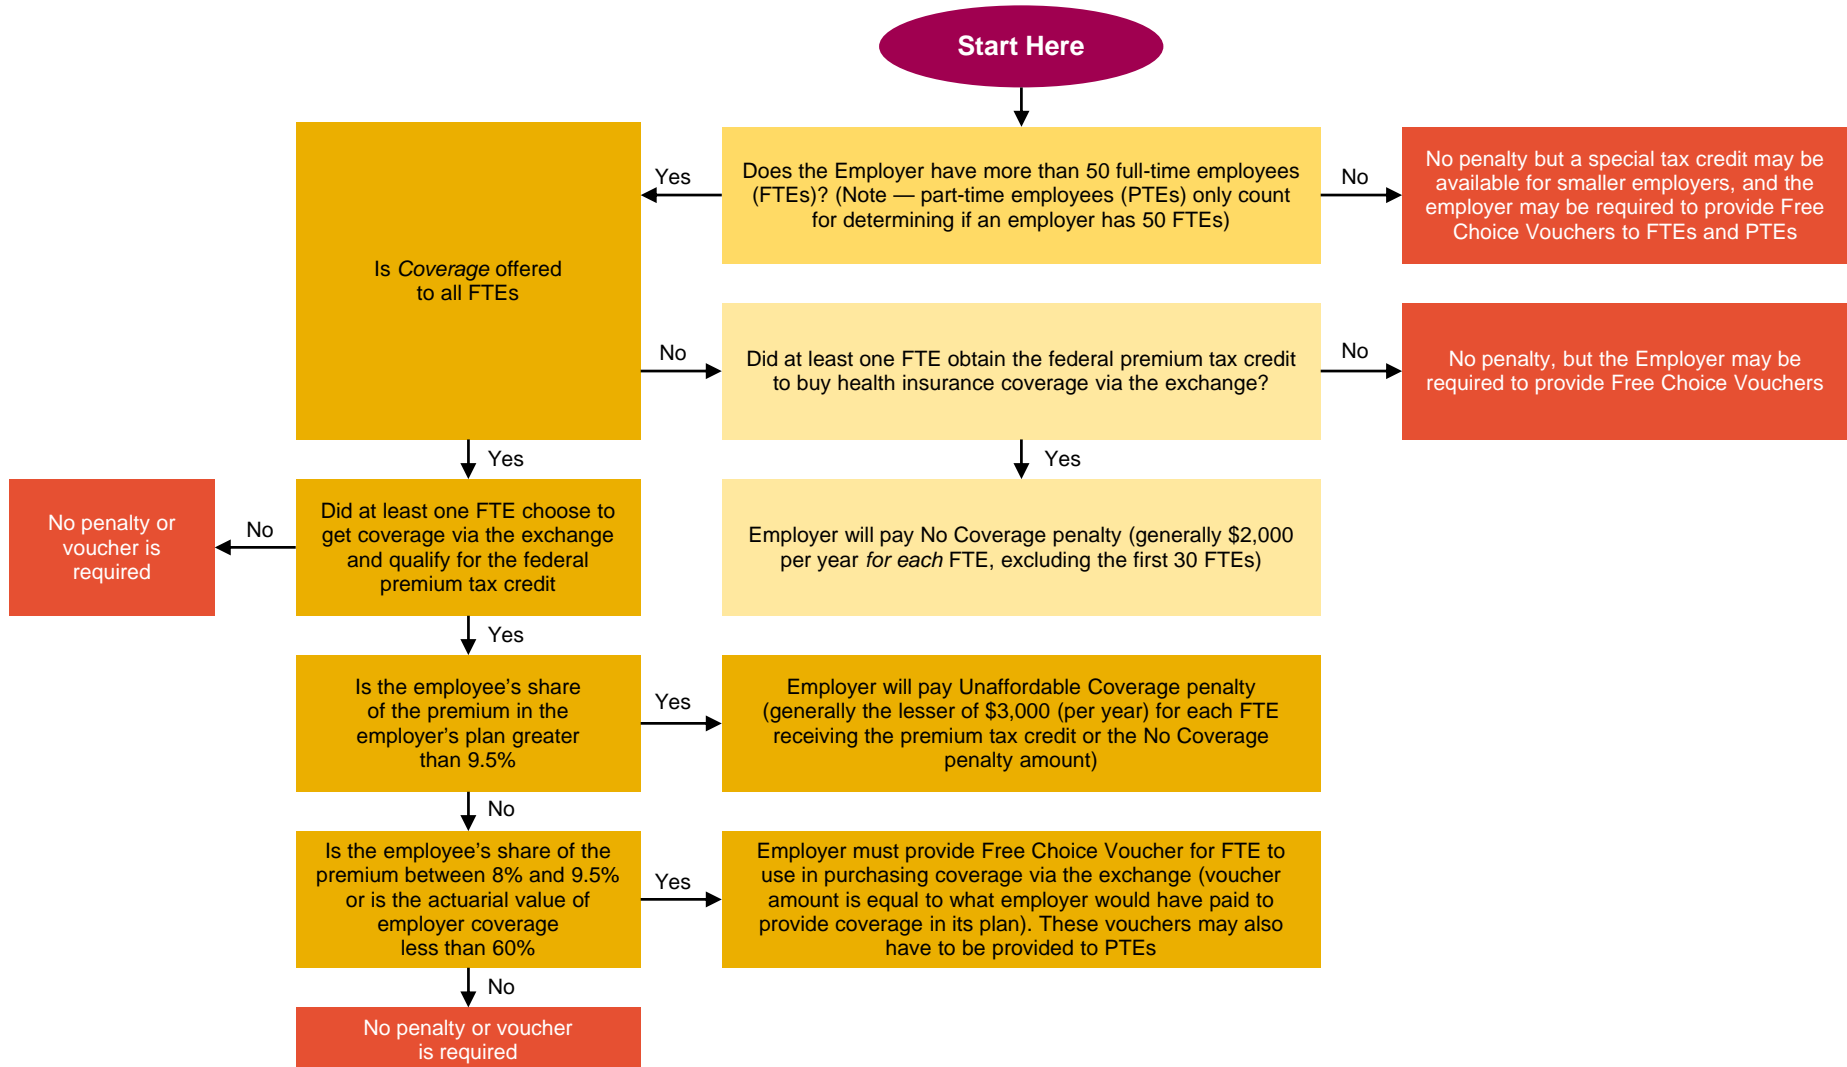 Start Here
Does the Employer have more than 50 full-time employees
(FTEs)? (Note — part-time employees (PTEs) only count
for determining if an employer has 50 FTEs)
Yes
No
No penalty but a special tax credit may be
available for smaller employers, and the
employer may be required to provide Free
Choice Vouchers to FTEs and PTEs
Is Coverage offered
to all FTEs
No
Did at least one FTE obtain the federal premium tax credit
to buy health insurance coverage via the exchange?
No
No penalty, but the Employer may be
required to provide Free Choice Vouchers
Yes
Yes
No penalty or
voucher is
required
No
Did at least one FTE choose to
get coverage via the exchange
and qualify for the federal
premium tax credit
Employer will pay No Coverage penalty (generally $2,000
per year for each FTE, excluding the first 30 FTEs)
Yes
Is the employee’s share
of the premium in the
employer’s plan greater
than 9.5%
Yes
Employer will pay Unaffordable Coverage penalty
(generally the lesser of $3,000 (per year) for each FTE
receiving the premium tax credit or the No Coverage
penalty amount)
No
Is the employee’s share of the
premium between 8% and 9.5%
or is the actuarial value of
employer coverage
less than 60%
Yes
Employer must provide Free Choice Voucher for FTE to
use in purchasing coverage via the exchange (voucher
amount is equal to what employer would have paid to
provide coverage in its plan). These vouchers may also
have to be provided to PTEs
No
No penalty or voucher
is required